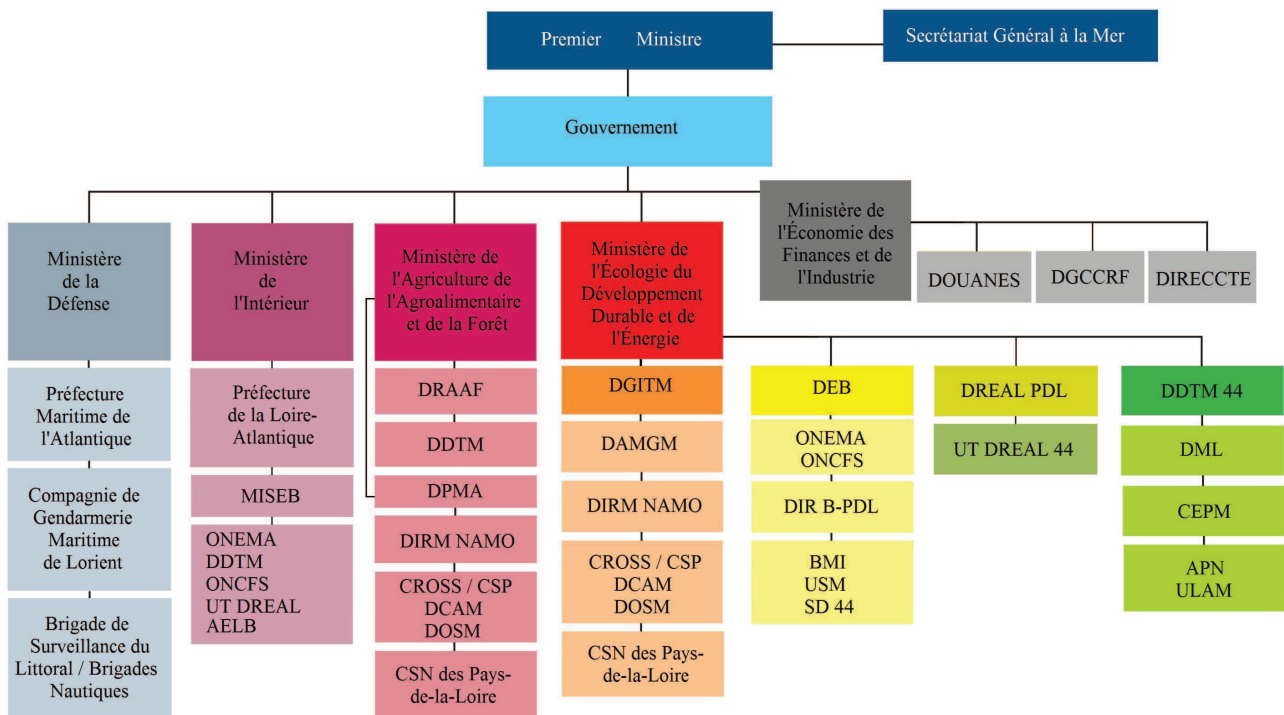 Premier Ministre
Secrétariat Général à la Mer
Gouvernement
Ministère
de la
Défense
Ministère
de
l'Intérieur
Ministère de
l'Agriculture de
l'Agroalimentaire
et de la Forêt
Ministère de
l'Écologie du
Développement
Durable et de
l'Énergie
Ministère de
l'Économie des
Finances et de
l'Industrie
DOUANES
DGCCRF
DIRECCTE
Préfecture
Maritime de
l'Atlantique
Compagnie de
Gendarmerie
Maritime
de Lorient
Brigade de
Surveillance du
Littoral / Brigades
Nautiques
Préfecture
de la Loire-
Atlantique
MISEB
ONEMA
DDTM
ONCFS
UT DREAL
AELB
DRAAF
DDTM
DPMA
DIRM NAMO
CROSS / CSP
DCAM
DOSM
CSN des Pays-
de-la-Loire
DGITM
DAMGM
DIRM NAMO
CROSS / CSP
DCAM
DOSM
CSN des Pays-
de-la-Loire
DEB
ONEMA
ONCFS
DIR B-PDL
BMI
USM
SD 44
DREAL PDL
UT DREAL 44
DDTM 44
DML
CEPM
APN
ULAM